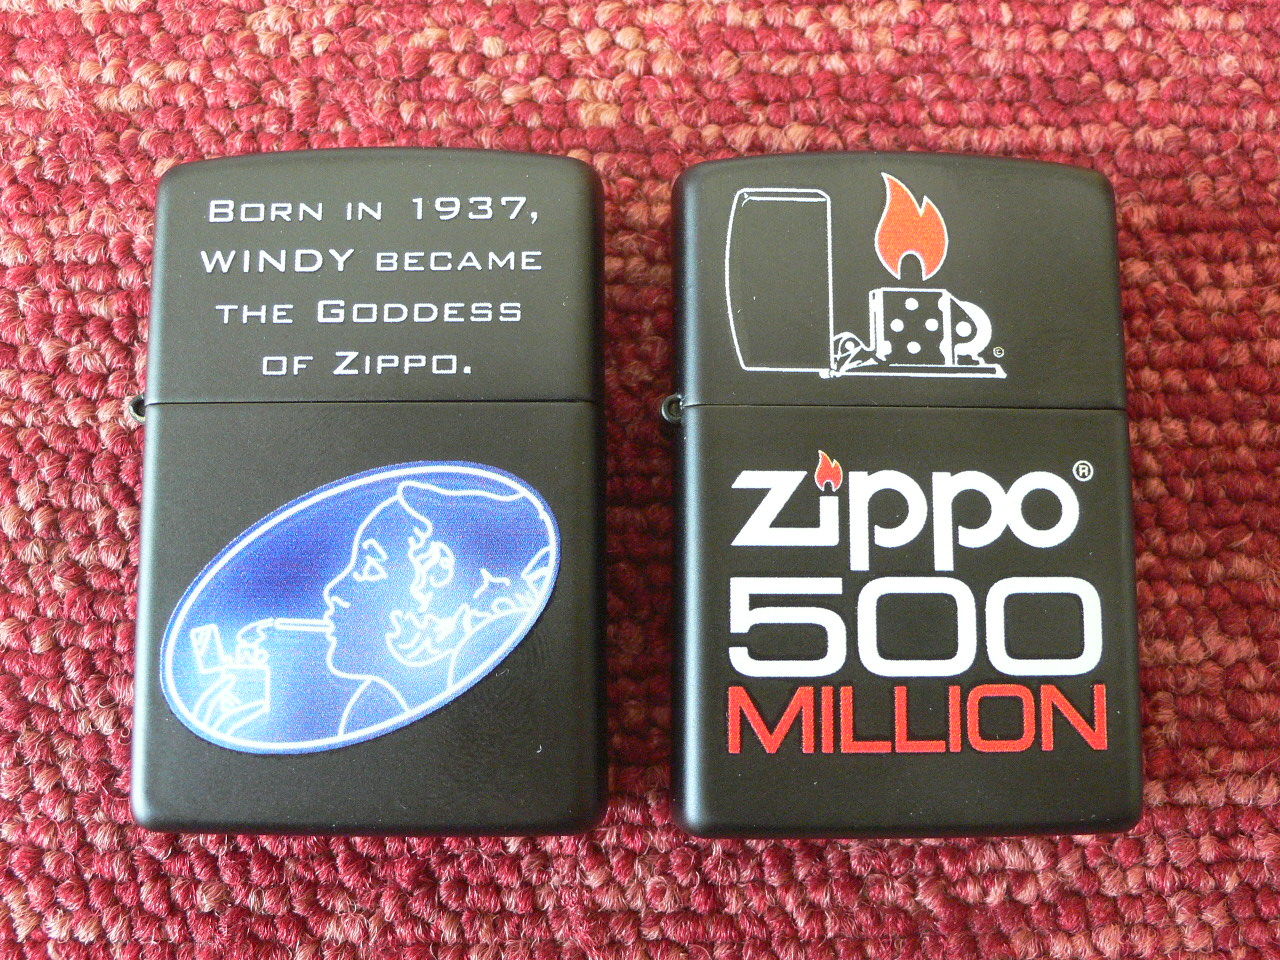 BORN IN 1937,
WINDY BECAME
THE GODDESS
OF ZIPPO.
©
zippo®
500
MILLION